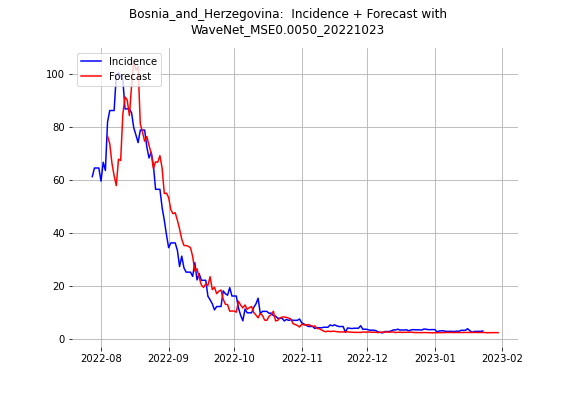 Bosnia_and_Herzegovina:  Incidence + Forecast with
WaveNet_MSE0.0050_20221023
Incidence
Forecast
100
80
60
40
20
0
2022-08 2022-09 2022-10 2022-11 2022-12 2023-01 2023-02